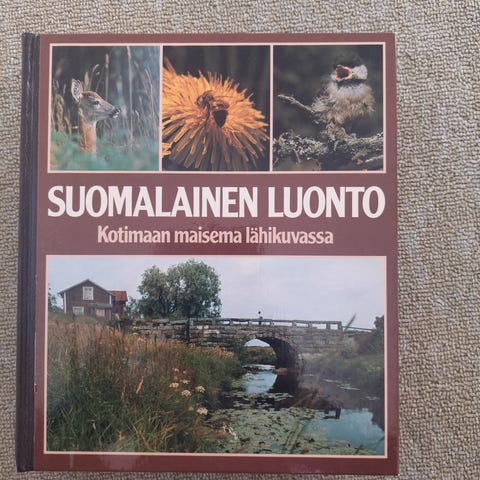 SUOMALAINEN LUONTO
Kotimaan maisema lähikuvassa